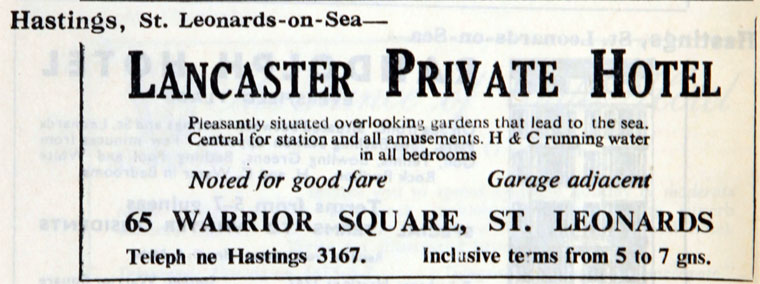 Hastings, St. Leonards-on-Sea—
LANCASTER PRIVATE HOTEL
Pleasantly situated overlooking gardens that lead to the sea.
Central for station and all amusements. H & C running water
in all bedrooms
Noted for good fare Garage adjacent
65 WARRIOR SQUARE, ST. LEONARDS
Teleph ne Hastings 3167. Inclusive terms from 5 to 7 gns.